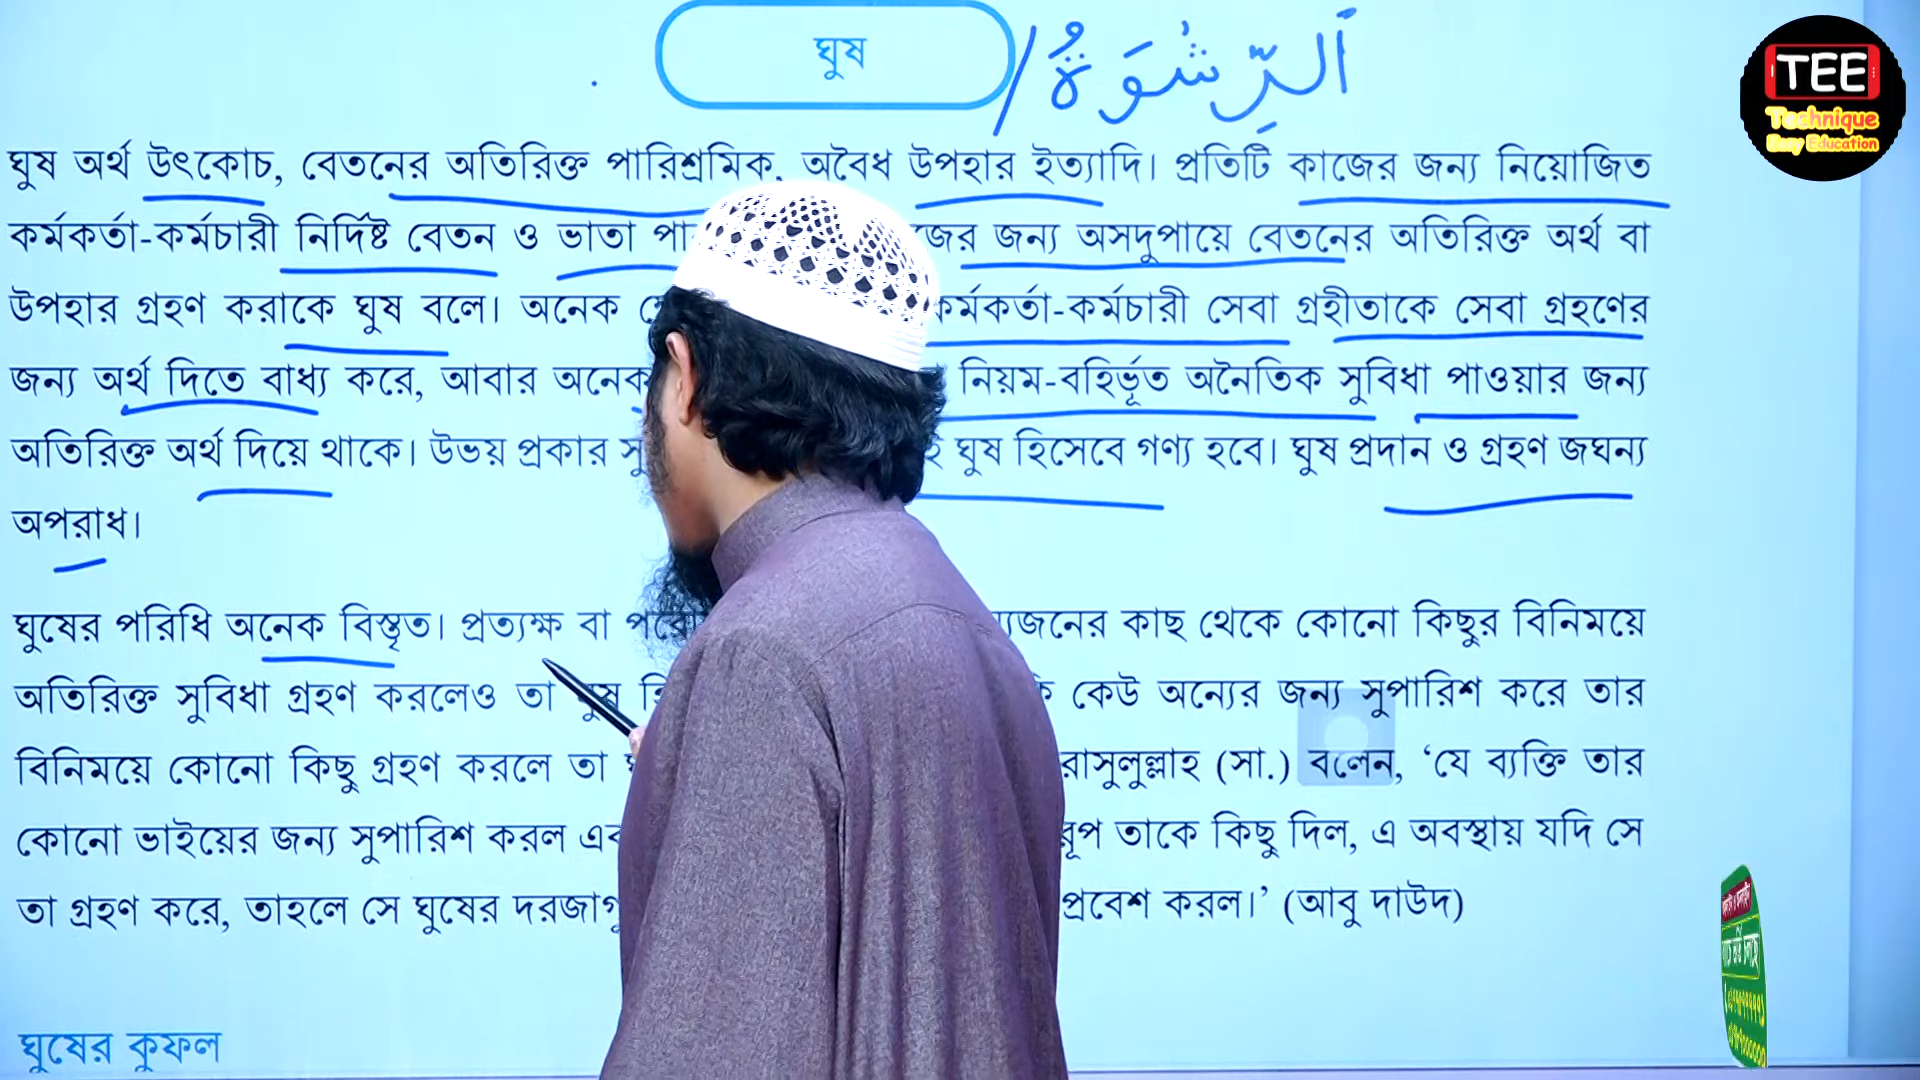 ঘুষ / اَلرِّشْوَةُ
TEE
Technique
Easy Education
ঘুষ অর্থ উৎকোচ, বেতনের অতিরিক্ত পারিশ্রমিক, অবৈধ উপহার ইত্যাদি। প্রতিটি কাজের জন্য নিয়োজিত
কর্মকর্তা-কর্মচারী নির্দিষ্ট বেতন ও ভাতা জন্য অসদুপায়ে বেতনের অতিরিক্ত অর্থ বা
উপহার গ্রহণ করাকে ঘুষ বলে। অনেক কর্মকর্তা-কর্মচারী সেবা গ্রহীতাকে সেবা গ্রহণের
জন্য অর্থ দিতে বাধ্য করে, আবার অনেক নিয়ম-বহির্ভূত অনৈতিক সুবিধা পাওয়ার জন্য
অতিরিক্ত অর্থ দিয়ে থাকে। উভয় প্রকার ঘুষ হিসেবে গণ্য হবে। ঘুষ প্রদান ও গ্রহণ জঘন্য
অপরাধ।
ঘুষের পরিধি অনেক বিস্তৃত। প্রত্যক্ষ বা কাছ থেকে কোনো কিছুর বিনিময়ে
অতিরিক্ত সুবিধা গ্রহণ করলেও তা ঘুষ কেউ অন্যের জন্য সুপারিশ করে তার
বিনিময়ে কোনো কিছু গ্রহণ করলে তা রাসুলুল্লাহ (সা.) বলেন, ‘যে ব্যক্তি তার
কোনো ভাইয়ের জন্য সুপারিশ করল তাকে কিছু দিল, এ অবস্থায় যদি সে
তা গ্রহণ করে, তাহলে সে ঘুষের প্রবেশ করল।’ (আবু দাউদ)
ঘুষের কুফল